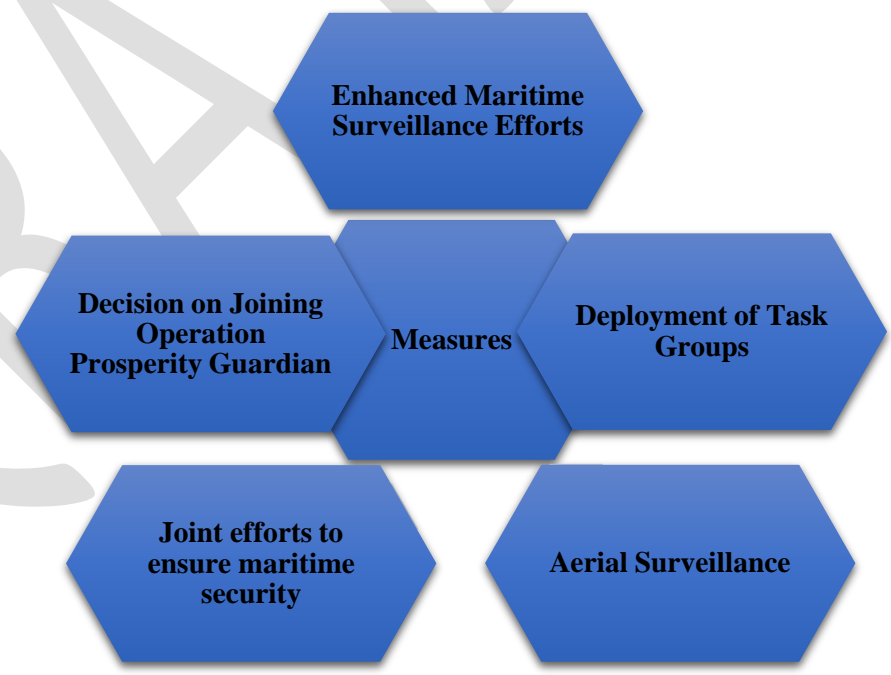 Enhanced Maritime
Surveillance Efforts
Decision on Joining
Operation
Prosperity Guardian
Measures
Deployment of Task
Groups
Joint efforts to
ensure maritime
security
Aerial Surveillance